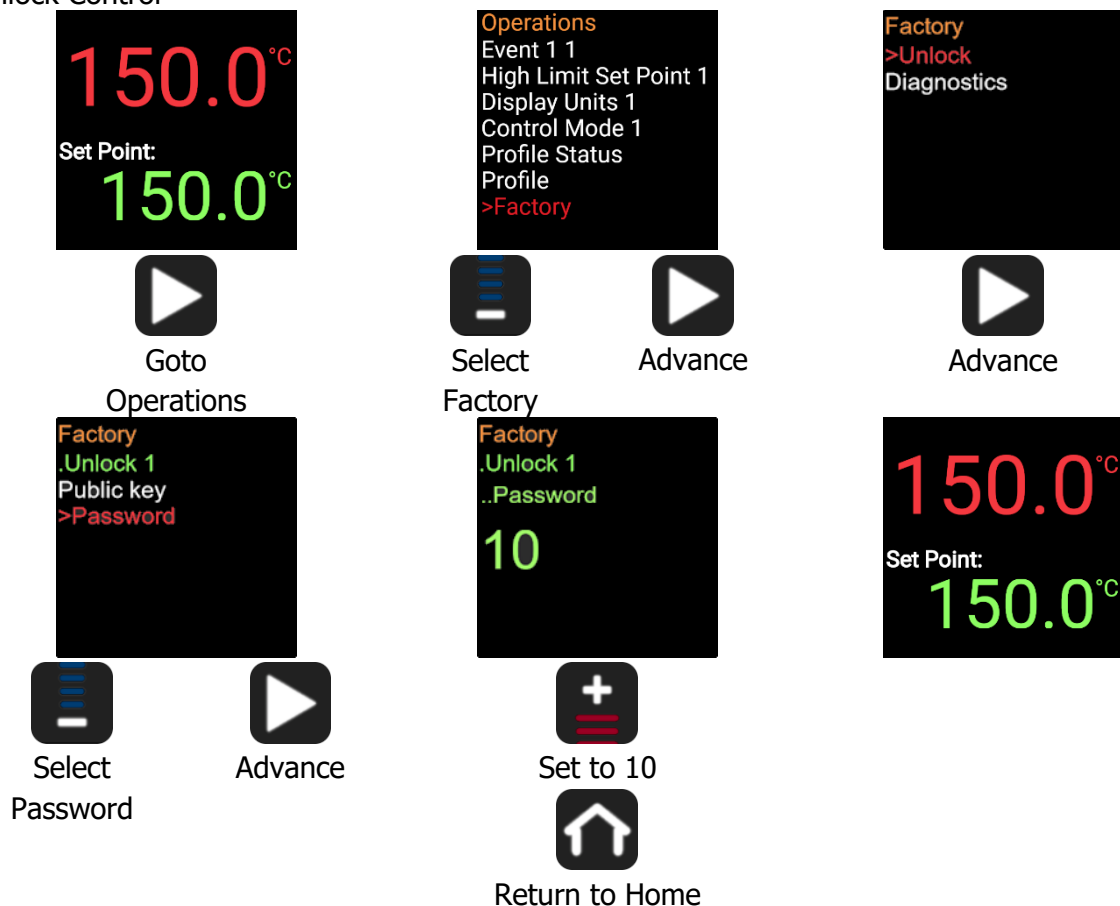 150.0°C
Set Point:
150.0°C
Goto
Operations
Operations
Event 1 1
High Limit Set Point 1
Display Units 1
Control Mode 1
Profile Status
Profile
>Factory
Select
Factory
Advance
Factory
>Unlock
Diagnostics
Advance
Factory
.Unlock 1
Public key
>Password
Select
Password
Advance
Factory
.Unlock 1
..Password
10
Set to 10
Return to Home
150.0°C
Set Point:
150.0°C